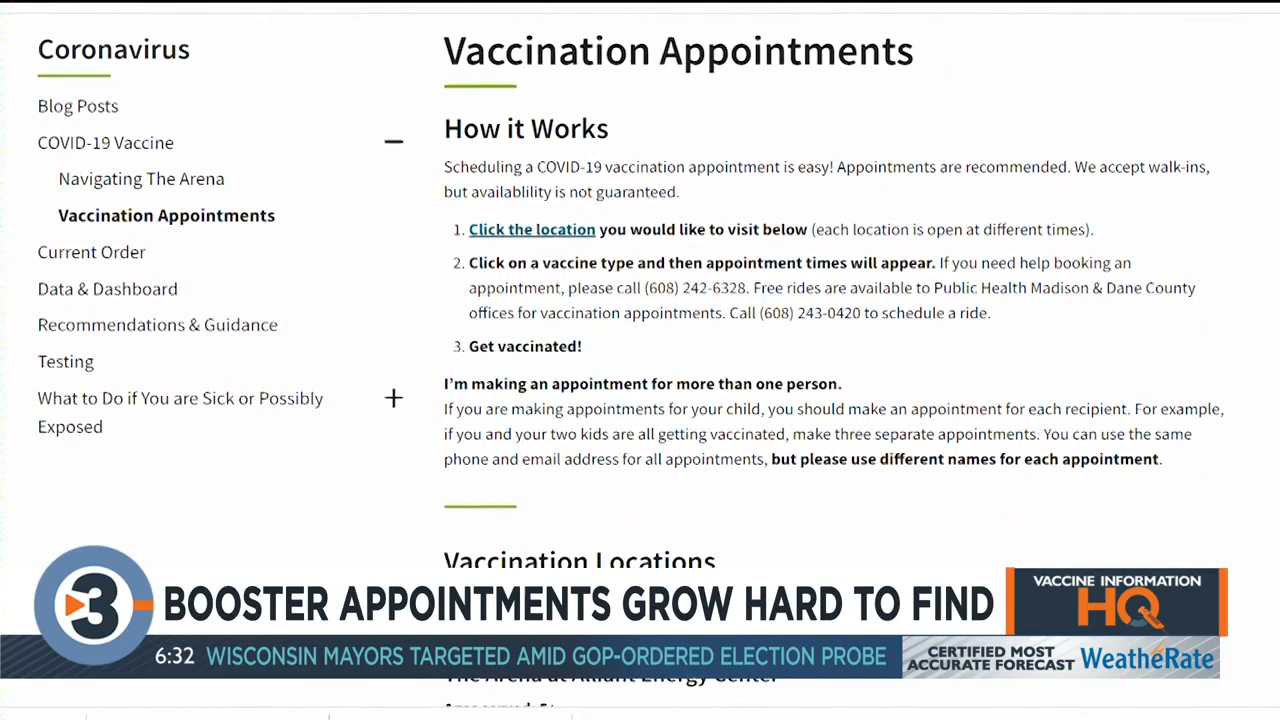 Coronavirus
Blog Posts
COVID-19 Vaccine
Navigating The Arena
Vaccination Appointments
Current Order
Data & Dashboard
Recommendations & Guidance
Testing
What to Do if You are Sick or Possibly
Exposed
Vaccination Appointments
How it Works
Scheduling a COVID-19 vaccination appointment is easy! Appointments are recommended. We accept walk-ins,
but availablility is not guaranteed.
1. Click the location you would like to visit below (each location is open at different times).
2. Click on a vaccine type and then appointment times will appear. If you need help booking an
appointment, please call (608) 242-6328. Free rides are available to Public Health Madison & Dane County
offices for vaccination appointments. Call (608) 243-0420 to schedule a ride.
3. Get vaccinated!
I'm making an appointment for more than one person.
If you are making appointments for your child, you should make an appointment for each recipient. For example,
if you and your two kids are all getting vaccinated, make three separate appointments. You can use the same
phone and email address for all appointments, but please use different names for each appointment.
Vaccination Locations
3
BOOSTER APPOINTMENTS GROW HARD TO FIND
VACCINE INFORMATION
HQ
6:32 WISCONSIN MAYORS TARGETED AMID GOP-ORDERED ELECTION PROBE
CERTIFIED MOST
ACCURATE FORECAST
WeatheRate
The Arena at Alliant Energy Center